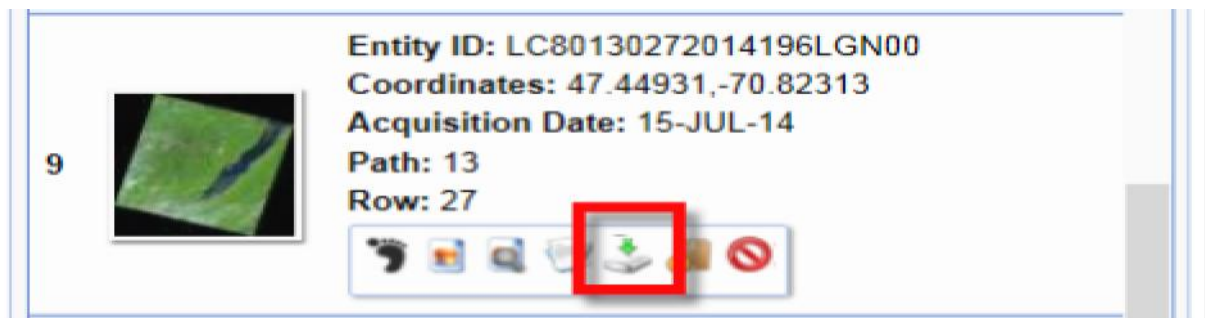 Entity ID: LC80130272014196LGN00
Coordinates: 47.44931,-70.82313
Acquisition Date: 15-JUL-14
9
Path: 13
Row: 27